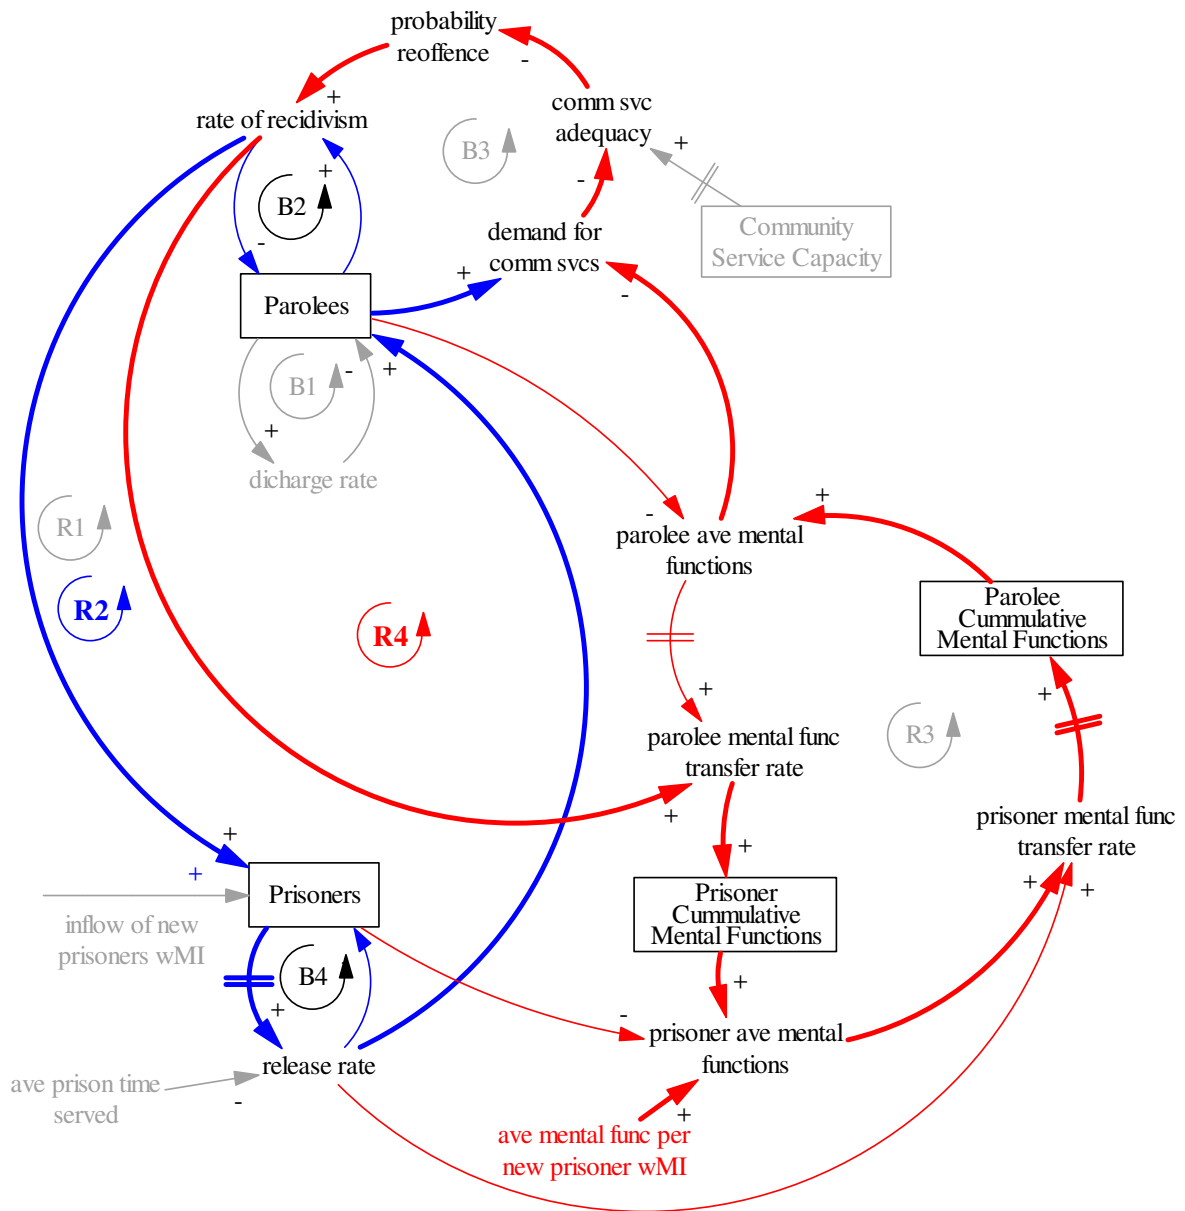 probability
reoffence
-
+
comm svc
adequacy
rate of recidivism
B3
+
-
+
B2
Community
Service Capacity
demand for
comm svcs
-
+
-
Parolees
B1
-
+
+
dicharge rate
+
-
R1
parolee ave mental
functions
R2
R4
Parolee
Cummulative
Mental Functions
+
+
parolee mental func
transfer rate
R3
+
prisoner mental func
transfer rate
+
+
+
Prisoners
Prisoner
Cummulative
Mental Functions
+
+
inflow of new
prisoners wMI
B4
+
+
-
prisoner ave mental
functions
release rate
ave prison time
served
-
+
ave mental func per
new prisoner wMI